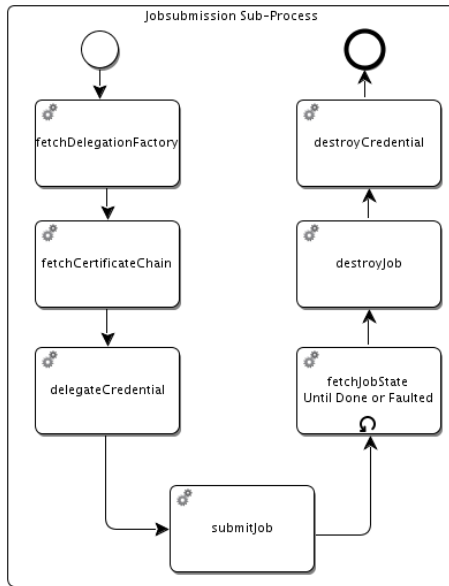 Jobsubmission Sub-Process
fetchDelegationFactory
fetchCertificateChain
delegateCredential
submitJob
fetchJobState
Until Done or Faulted
destroyJob
destroyCredential